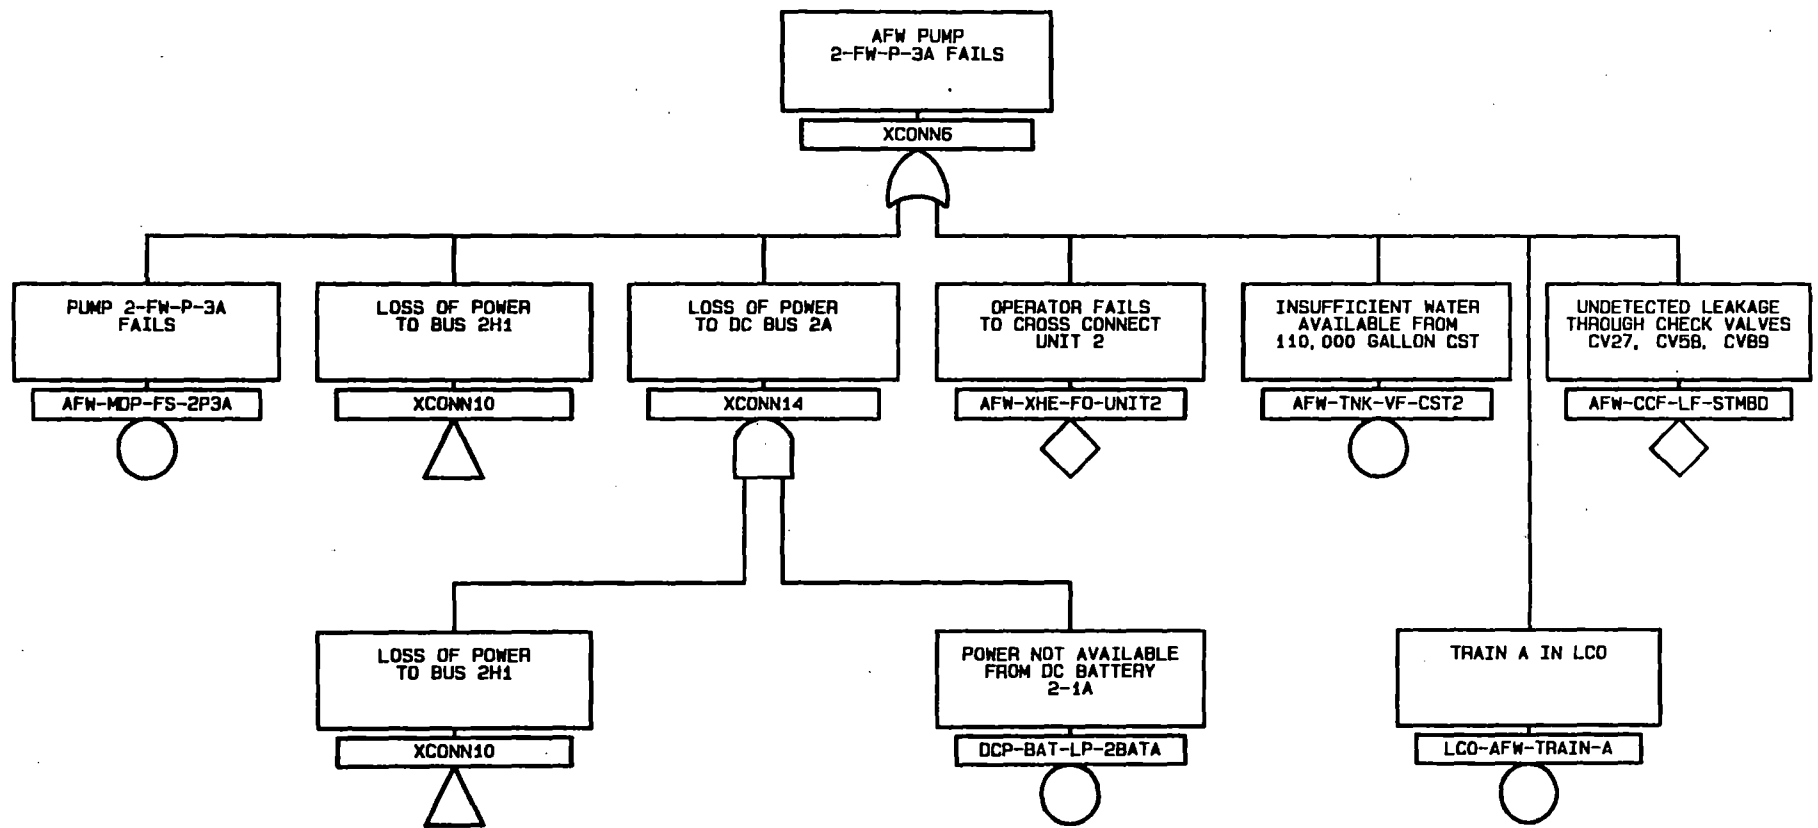 AFW PUMP
2-FW-P-3A FAILS
XCONN6
PUMP 2-FW-P-3A
FAILS
AFW-MDP-FS-2P3A
LOSS OF POWER
TO BUS 2H1
XCONN10
LOSS OF POWER
TO DC BUS 2A
XCONN14
OPERATOR FAILS
TO CROSS CONNECT
UNIT 2
AFW-XHE-FO-UNIT2
INSUFFICIENT WATER
AVAILABLE FROM
110,000 GALLON CST
AFW-TNK-VF-CST2
UNDETECTED LEAKAGE
THROUGH CHECK VALVES
CV27, CV58, CV89
AFW-CCF-LF-STMBD
LOSS OF POWER
TO BUS 2H1
XCONN10
POWER NOT AVAILABLE
FROM DC BATTERY
2-1A
DCP-BAT-LP-2BATA
TRAIN A IN LCO
LCO-AFW-TRAIN-A